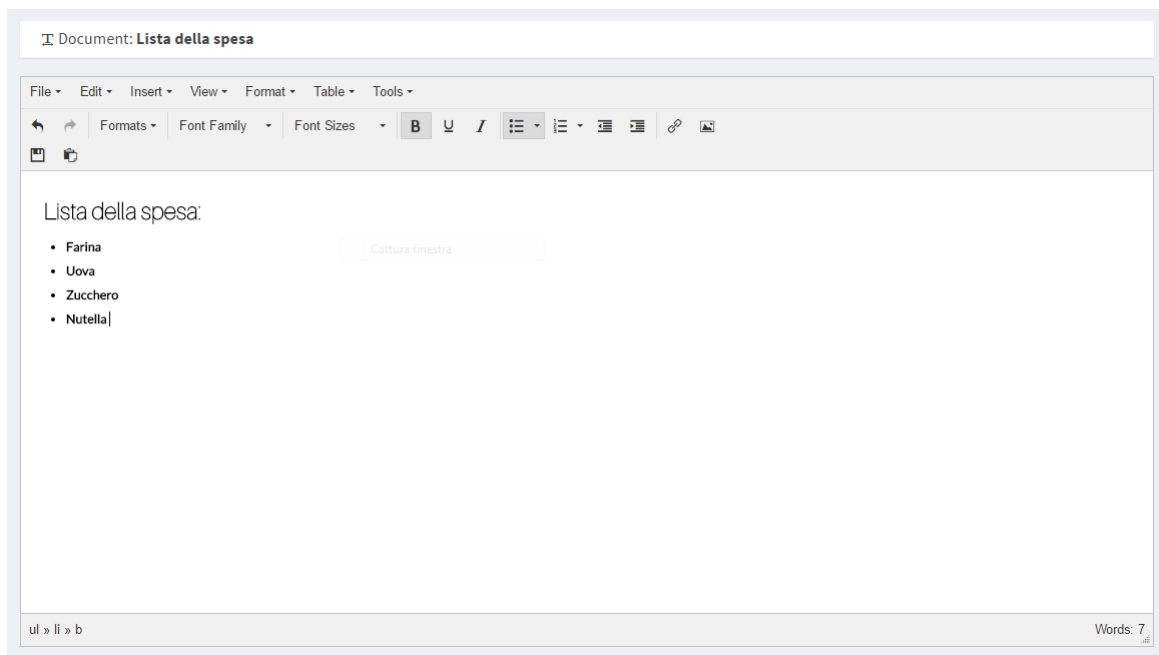 Document: Lista della spesa
File Edit Insert View Format Table Tools
Formats Font Family Font Sizes B U I
Lista della spesa:
• Farina
Cattura finestra
• Uova
• Zucchero
• Nutella
ul » li » b Words: 7